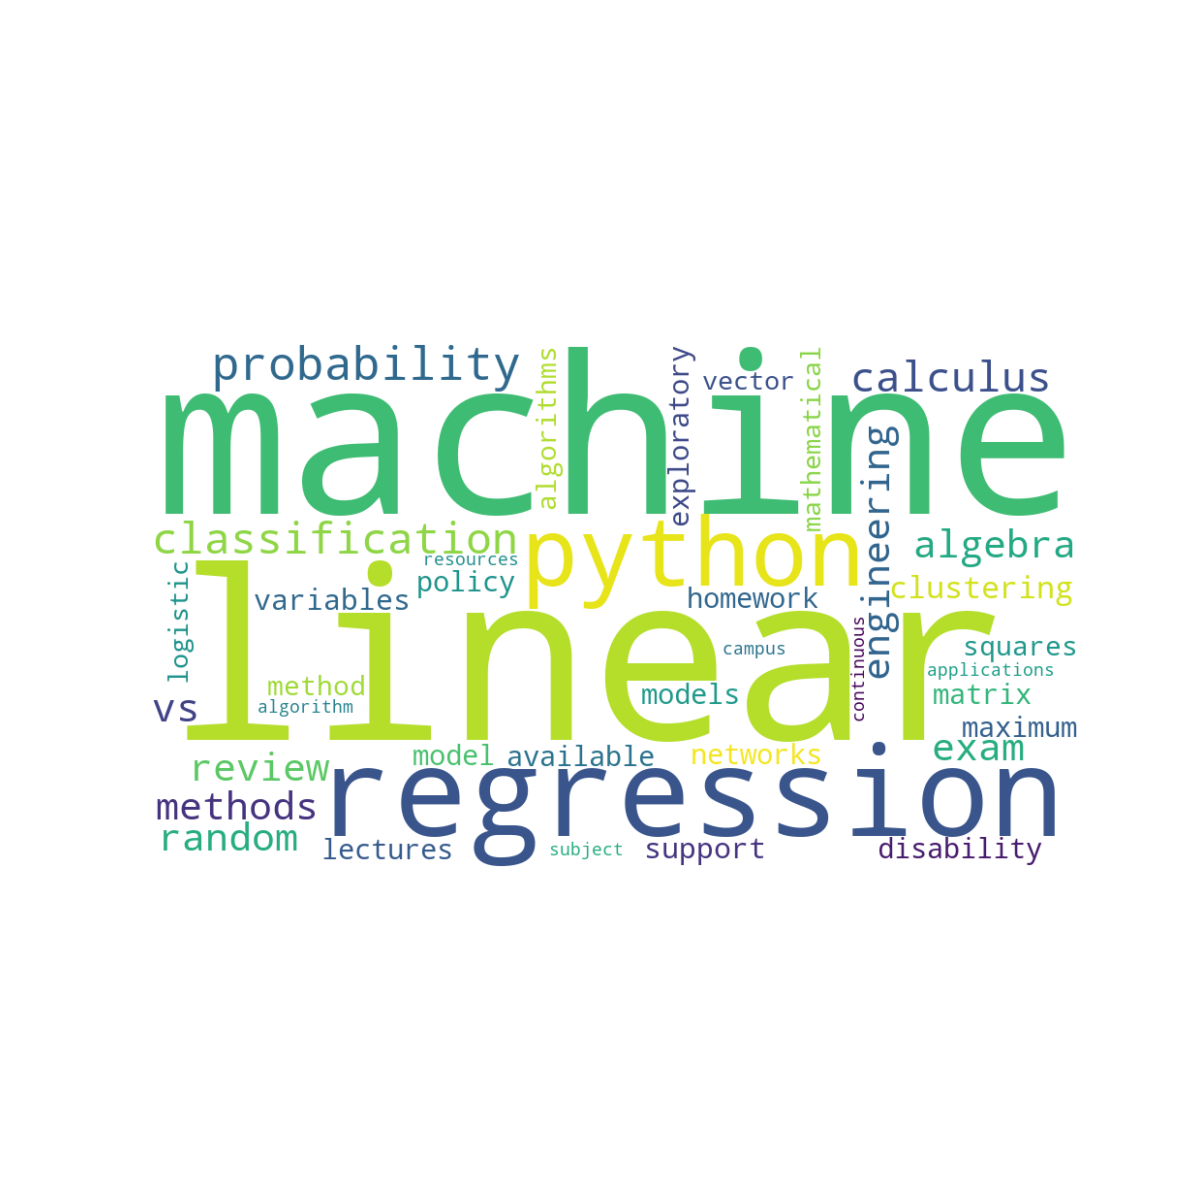 probability
algorithms
exploratory
vector
mathematical
calculus
machine
engineering
classification
python
algebra
resources
policy
logistic
variables
homework
clustering
linear
continuous
campus
squares
applications
method
models
matrix
vs
algorithm
maximum
review
model
available
networks
exam
methods
regression
random
lectures
subject
support
disability